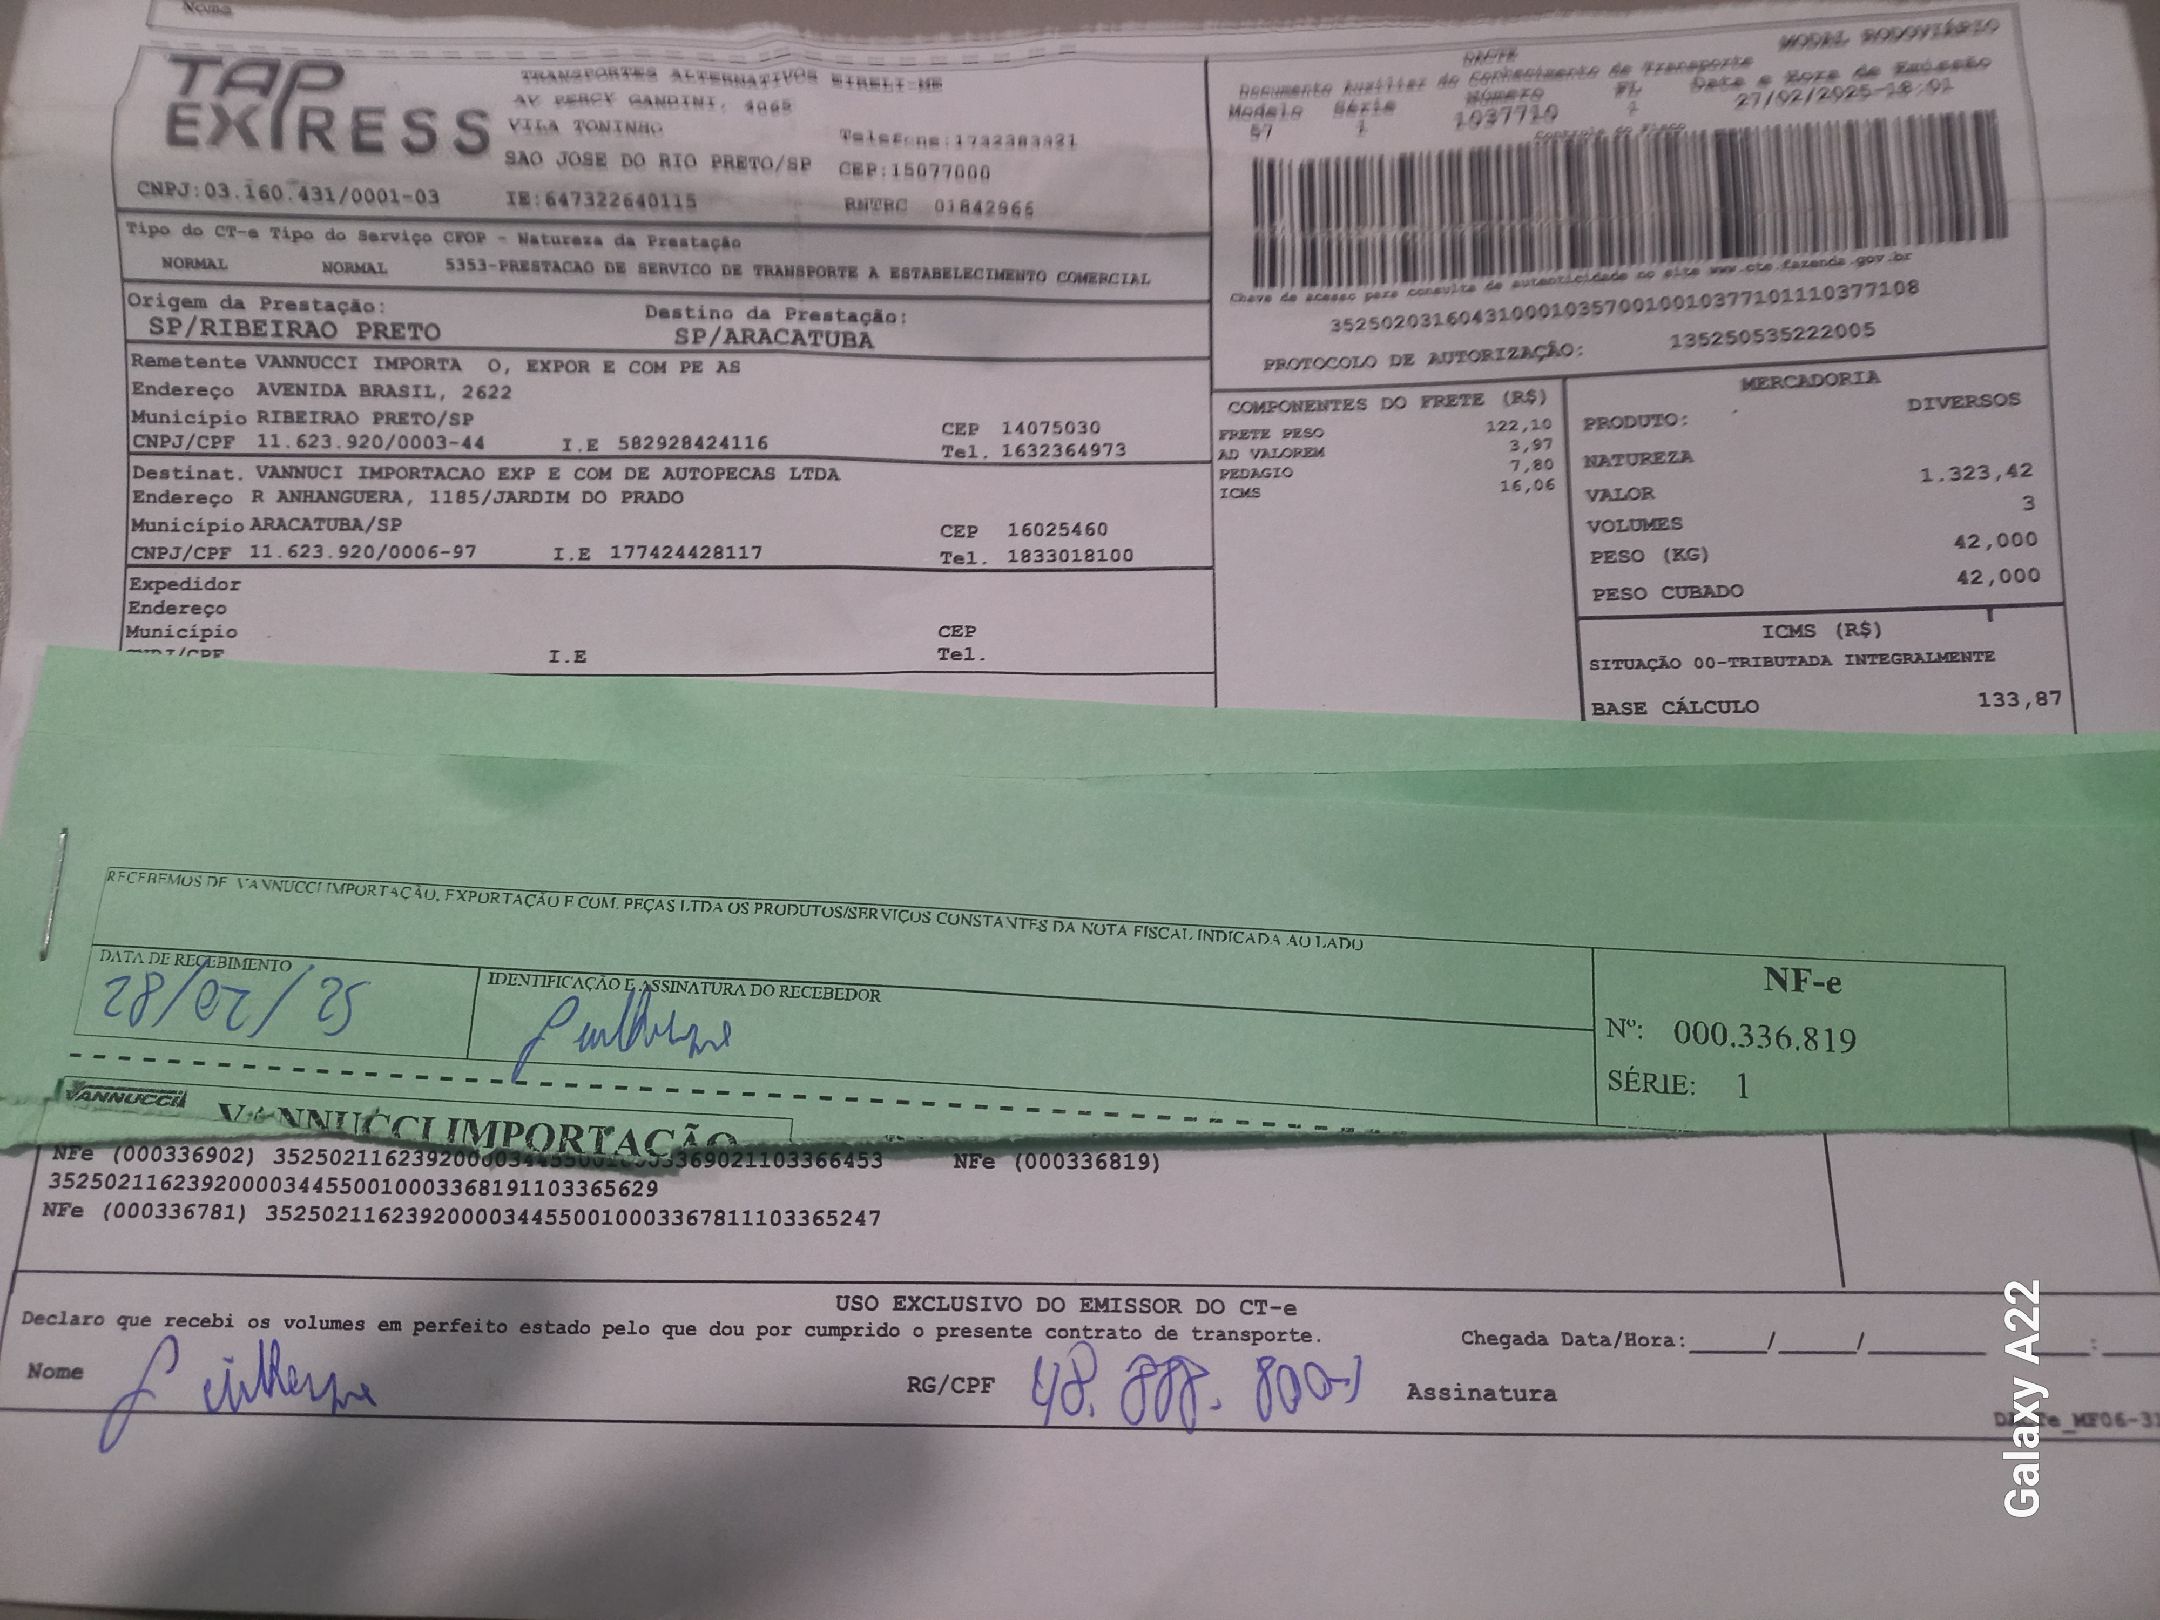 TAP EXPRESS
TRANSPORTES ALTERNATIVOS EIRELI-ME
AV PERCY GANDINI, 4065
VILA TONINHO
Telefone:1732383921
SAO JOSE DO RIO PRETO/SP CEP:15077000
CNPJ:03.160.431/0001-03 IE:647322640115 RNTRC 01842966
DACTE MODAL RODOVIÁRIO
Documento Auxiliar do Conhecimento de Transporte
Modelo Série Número FL Data e Hora de Emissão
57 1 1037710 1 27/02/2025-18:01
Controle do Fisco
Chave de acesso para consulta de autenticidade no site www.cte.fazenda.gov.br
35250203160431000103570010010377101110377108
PROTOCOLO DE AUTORIZAÇÃO: 135250535222005
Tipo do CT-e Tipo do Serviço CFOP - Natureza da Prestação
NORMAL NORMAL 5353-PRESTACAO DE SERVICO DE TRANSPORTE A ESTABELECIMENTO COMERCIAL
Origem da Prestação: Destino da Prestação:
SP/RIBEIRAO PRETO SP/ARACATUBA
Remetente VANNUCCI IMPORTA O, EXPOR E COM PE AS
Endereço AVENIDA BRASIL, 2622
Município RIBEIRAO PRETO/SP CEP 14075030
CNPJ/CPF 11.623.920/0003-44 I.E 582928424116 Tel. 1632364973
Destinat. VANNUCI IMPORTACAO EXP E COM DE AUTOPECAS LTDA
Endereço R ANHANGUERA, 1185/JARDIM DO PRADO
Município ARACATUBA/SP CEP 16025460
CNPJ/CPF 11.623.920/0006-97 I.E 177424428117 Tel. 1833018100
Expedidor
Endereço
Município CEP
CNPJ/CPF I.E Tel.
COMPONENTES DO FRETE (R$)
FRETE PESO 122,10
AD VALOREM 3,97
PEDAGIO 7,80
ICMS 16,06
MERCADORIA
PRODUTO: DIVERSOS
NATUREZA
VALOR 1.323,42
VOLUMES 3
PESO (KG) 42,000
PESO CUBADO 42,000
ICMS (R$)
SITUAÇÃO 00-TRIBUTADA INTEGRALMENTE
BASE CÁLCULO 133,87
RECEBEMOS DE VANNUCCI IMPORTAÇÃO, EXPORTAÇÃO E COM. PEÇAS LTDA OS PRODUTOS/SERVIÇOS CONSTANTES DA NOTA FISCAL INDICADA AO LADO
DATA DE RECEBIMENTO
28/02/25
IDENTIFICAÇÃO E ASSINATURA DO RECEBEDOR
Guilherme
NF-e
Nº: 000.336.819
SÉRIE: 1
VANNUCCI VANNUCCI IMPORTAÇÃO
NFe (000336902) NFe (000336819)
35250211623920000344550010003368191103365629
NFe (000336781) 35250211623920000344550010003367811103365247
USO EXCLUSIVO DO EMISSOR DO CT-e
Declaro que recebi os volumes em perfeito estado pelo que dou por cumprido o presente contrato de transporte. Chegada Data/Hora:____/____/______ :
Nome Guilherme RG/CPF Assinatura
Galaxy A22